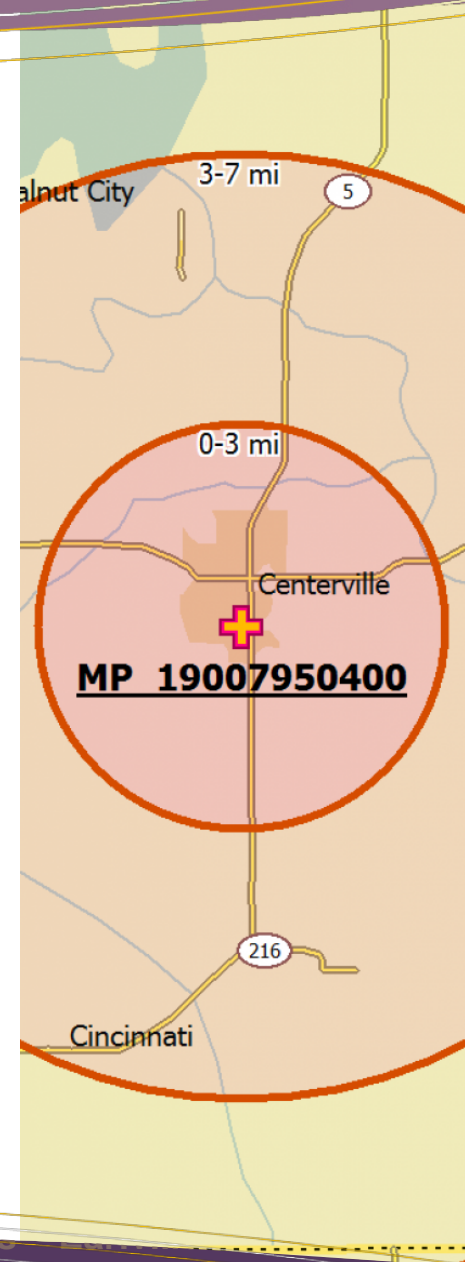 3-7 mi
alnut City
5
0-3 mi
Centerville
MP 19007950400
216
Cincinnati